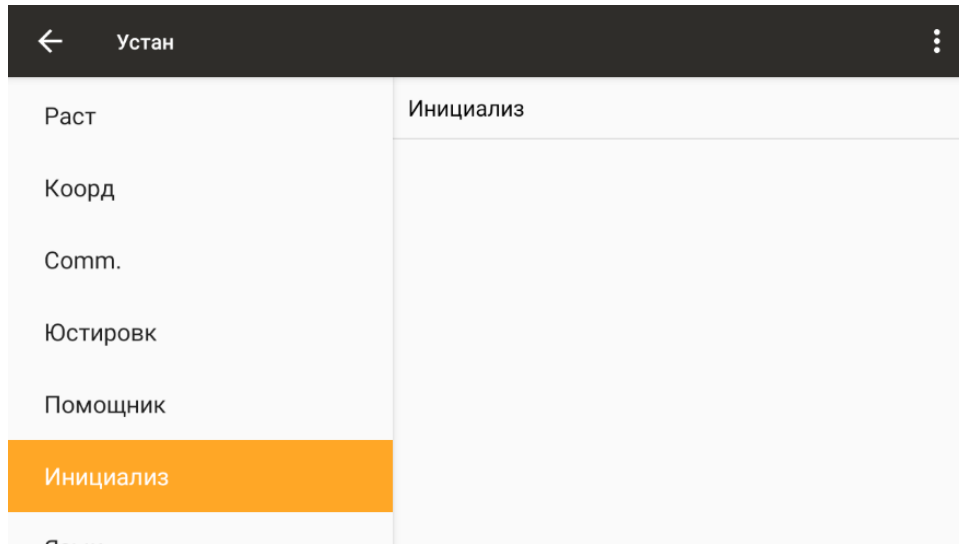 Устан
Раст
Коорд
Comm.
Юстировк
Помощник
Инициализ
Инициализ